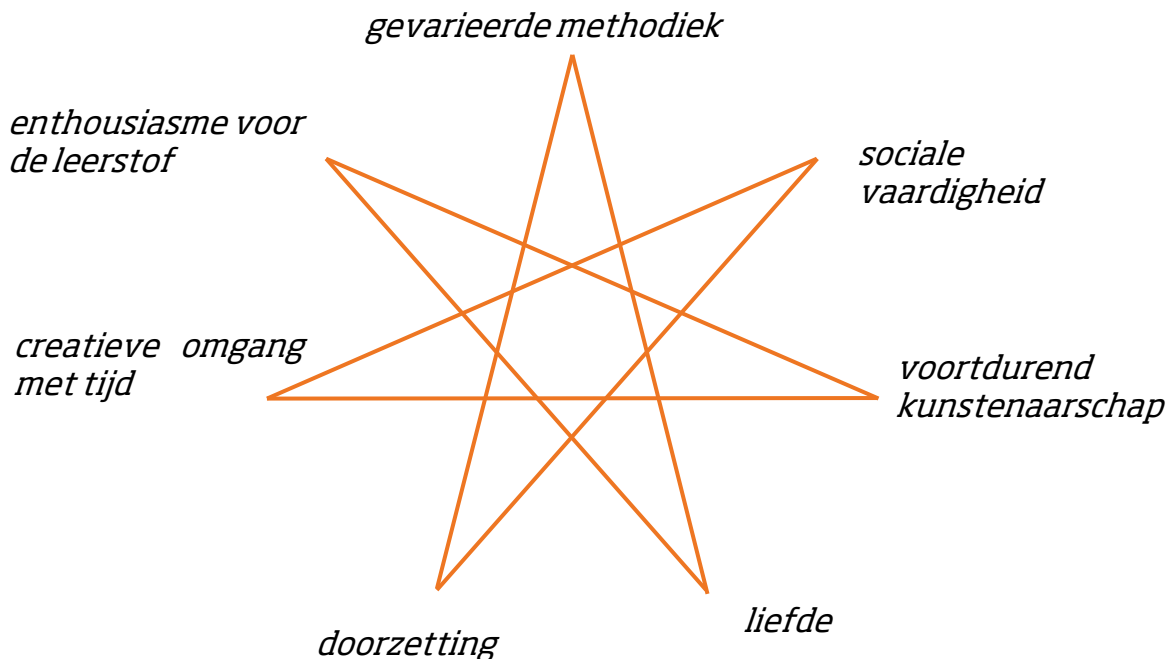 gevarieerde methodiek
enthousiasme voor
de leerstof
sociale
vaardigheid
creatieve omgang
met tijd
voortdurend
kunstenaarschap
liefde
doorzetting